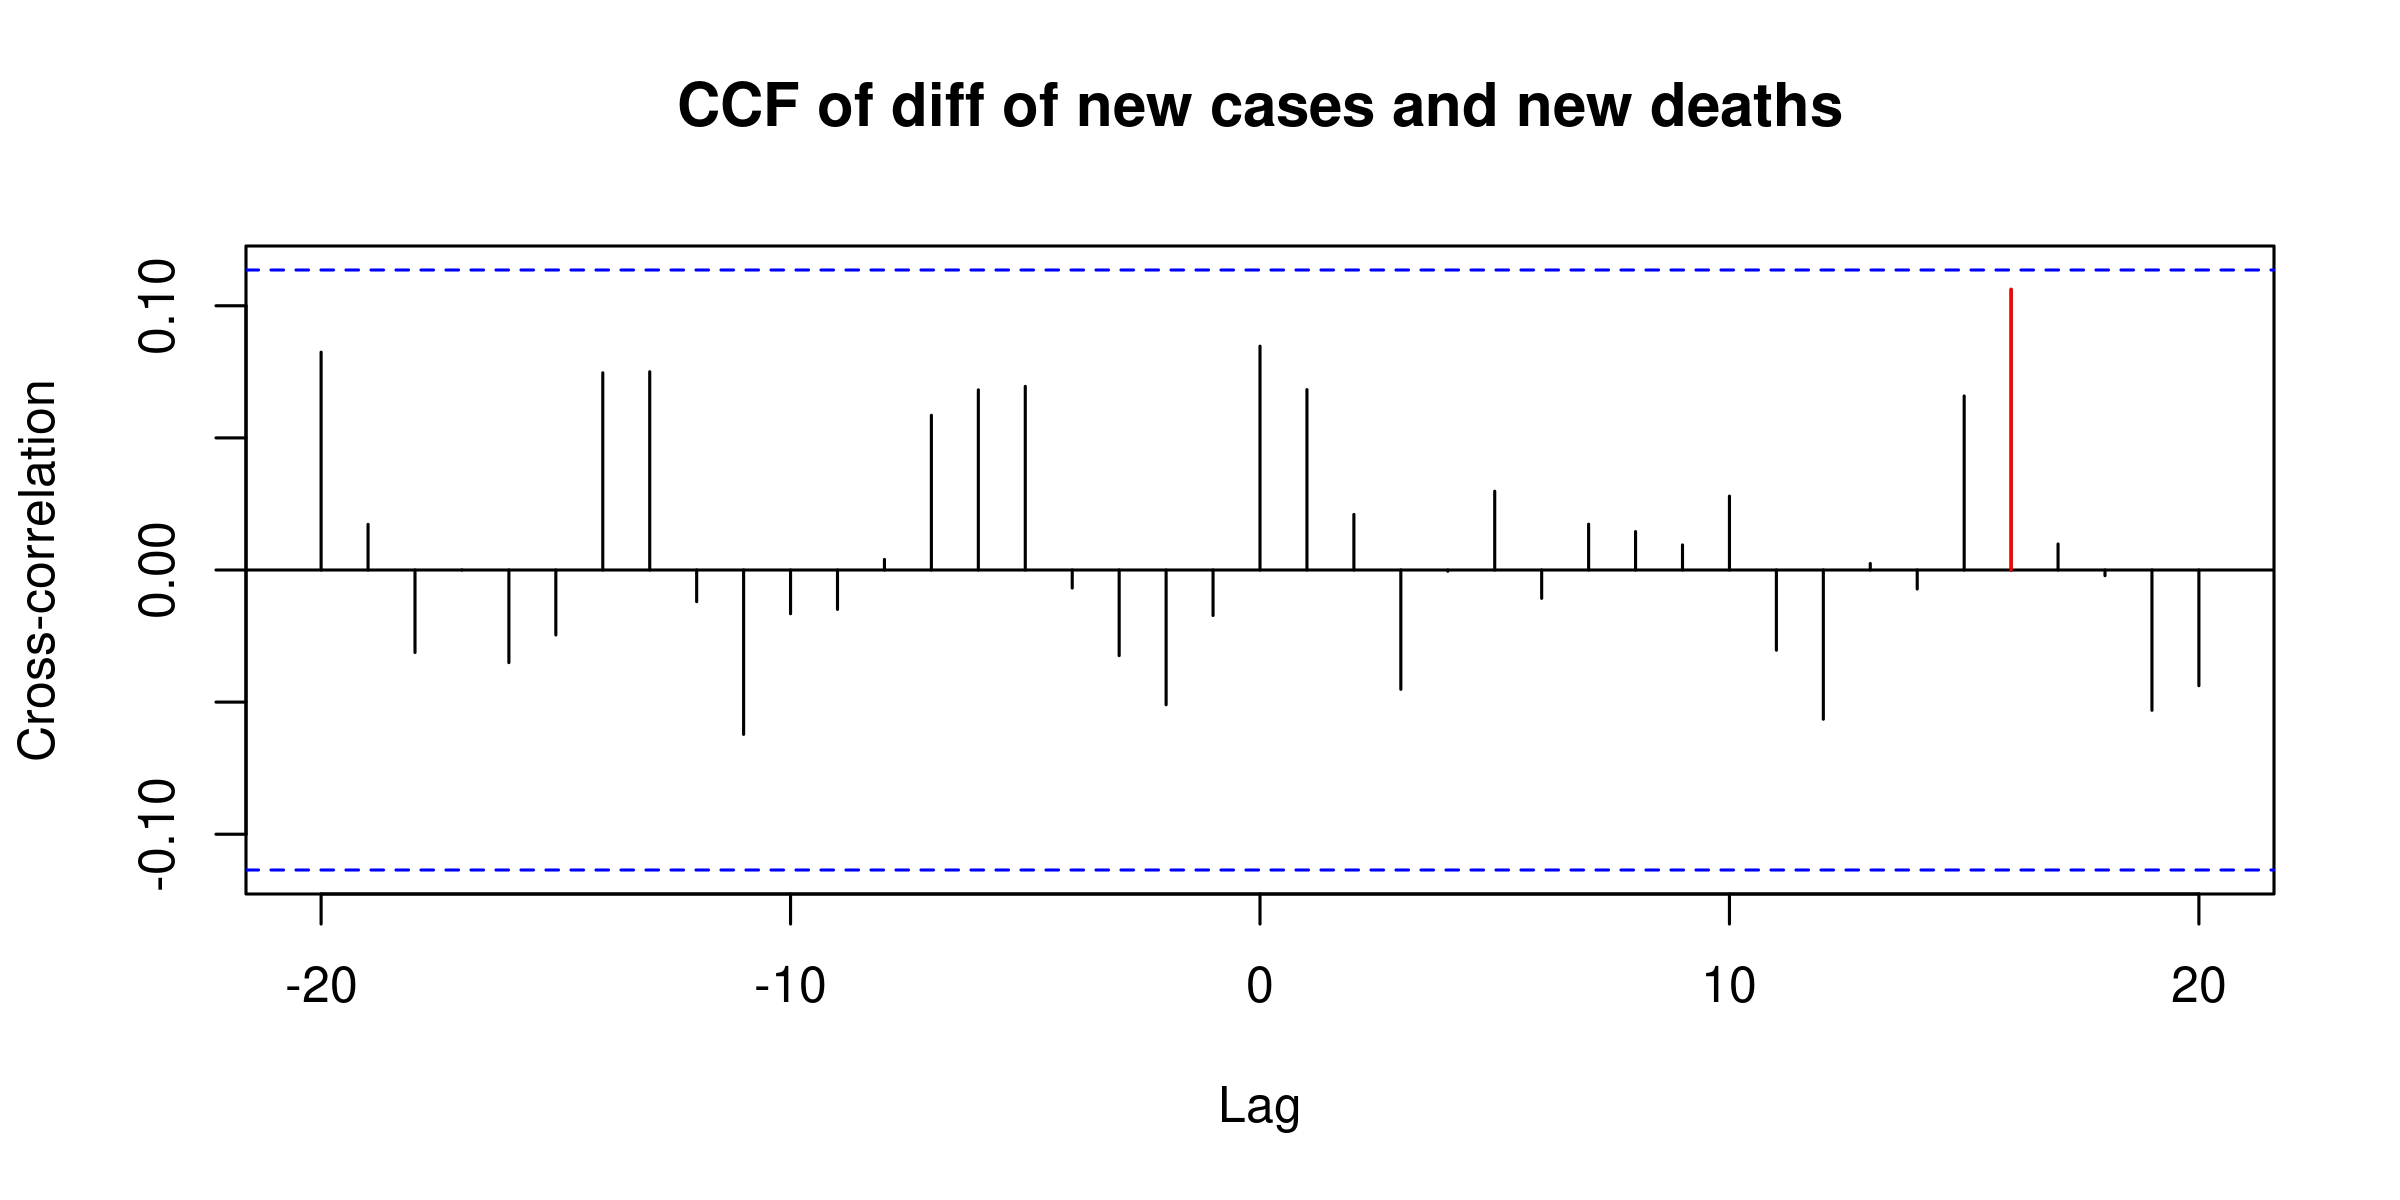 CCF of diff of new cases and new deaths
Cross-correlation
0.10
0.00
-0.10
-20 -10 0 10 20
Lag